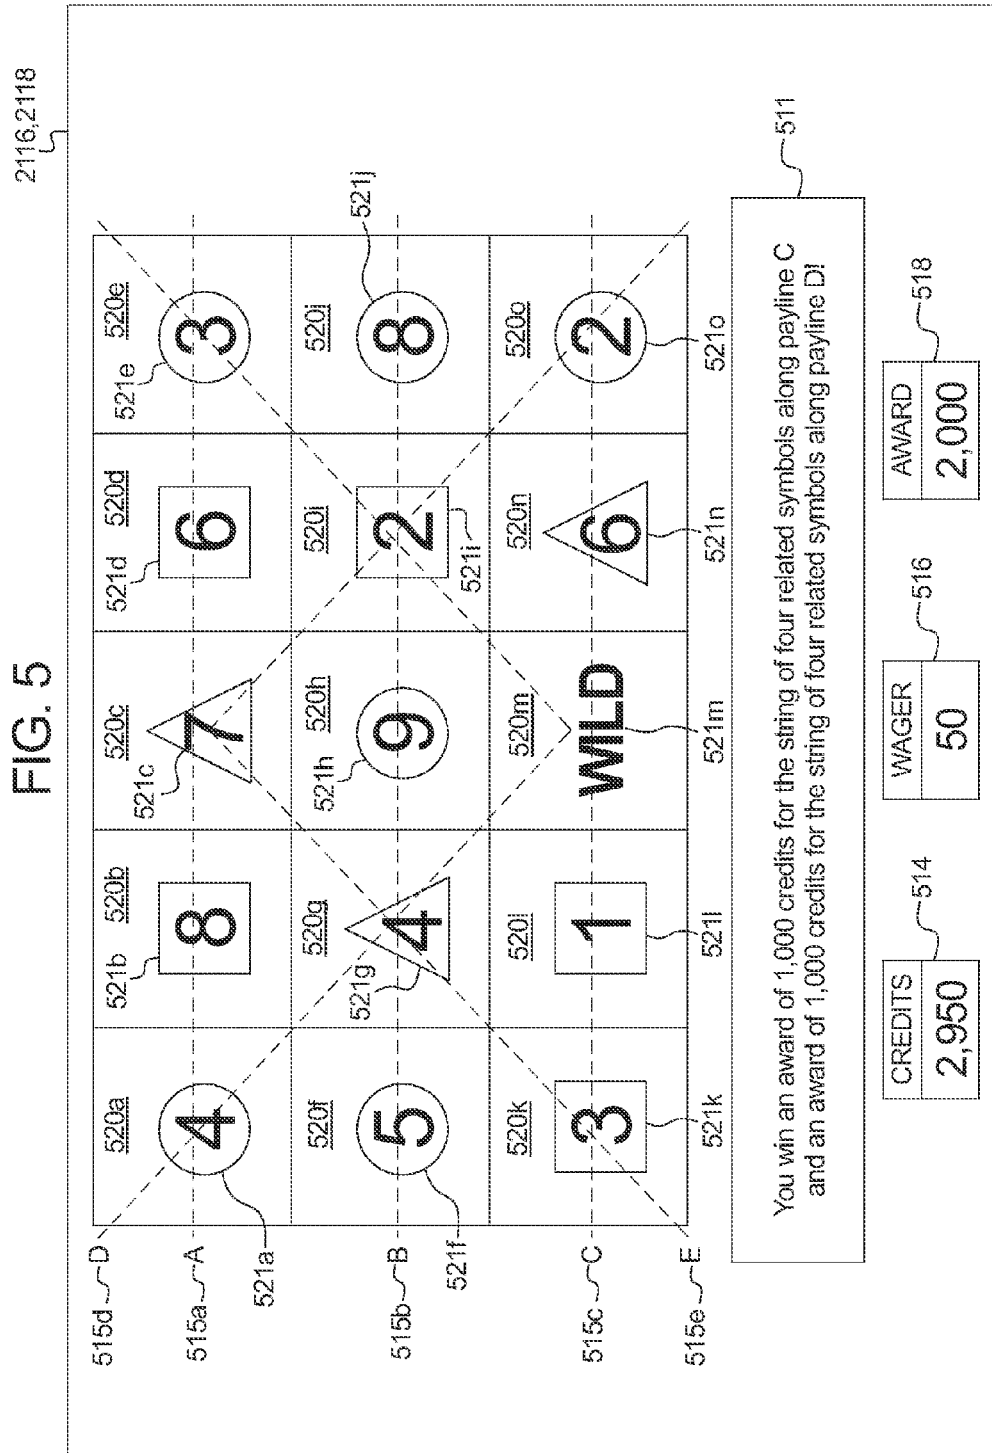 FIG. 5
2116,2118
515d D
515a A
521a
515b B
521f
515c C
515e E
520a
4
521b
520b
8
520c
7
521c
521d
520d
6
521e
520e
3
520f
5
520g
4
521g
520h
9
521h
520i
2
521i
520j
8
521j
520k
3
521k
520l
1
521l
520m
WILD
521m
520n
6
521n
520o
2
521o
You win an award of 1,000 credits for the string of four related symbols along payline C
and an award of 1,000 credits for the string of four related symbols along payline D!
511
CREDITS
2,950
514
WAGER
50
516
AWARD
2,000
518